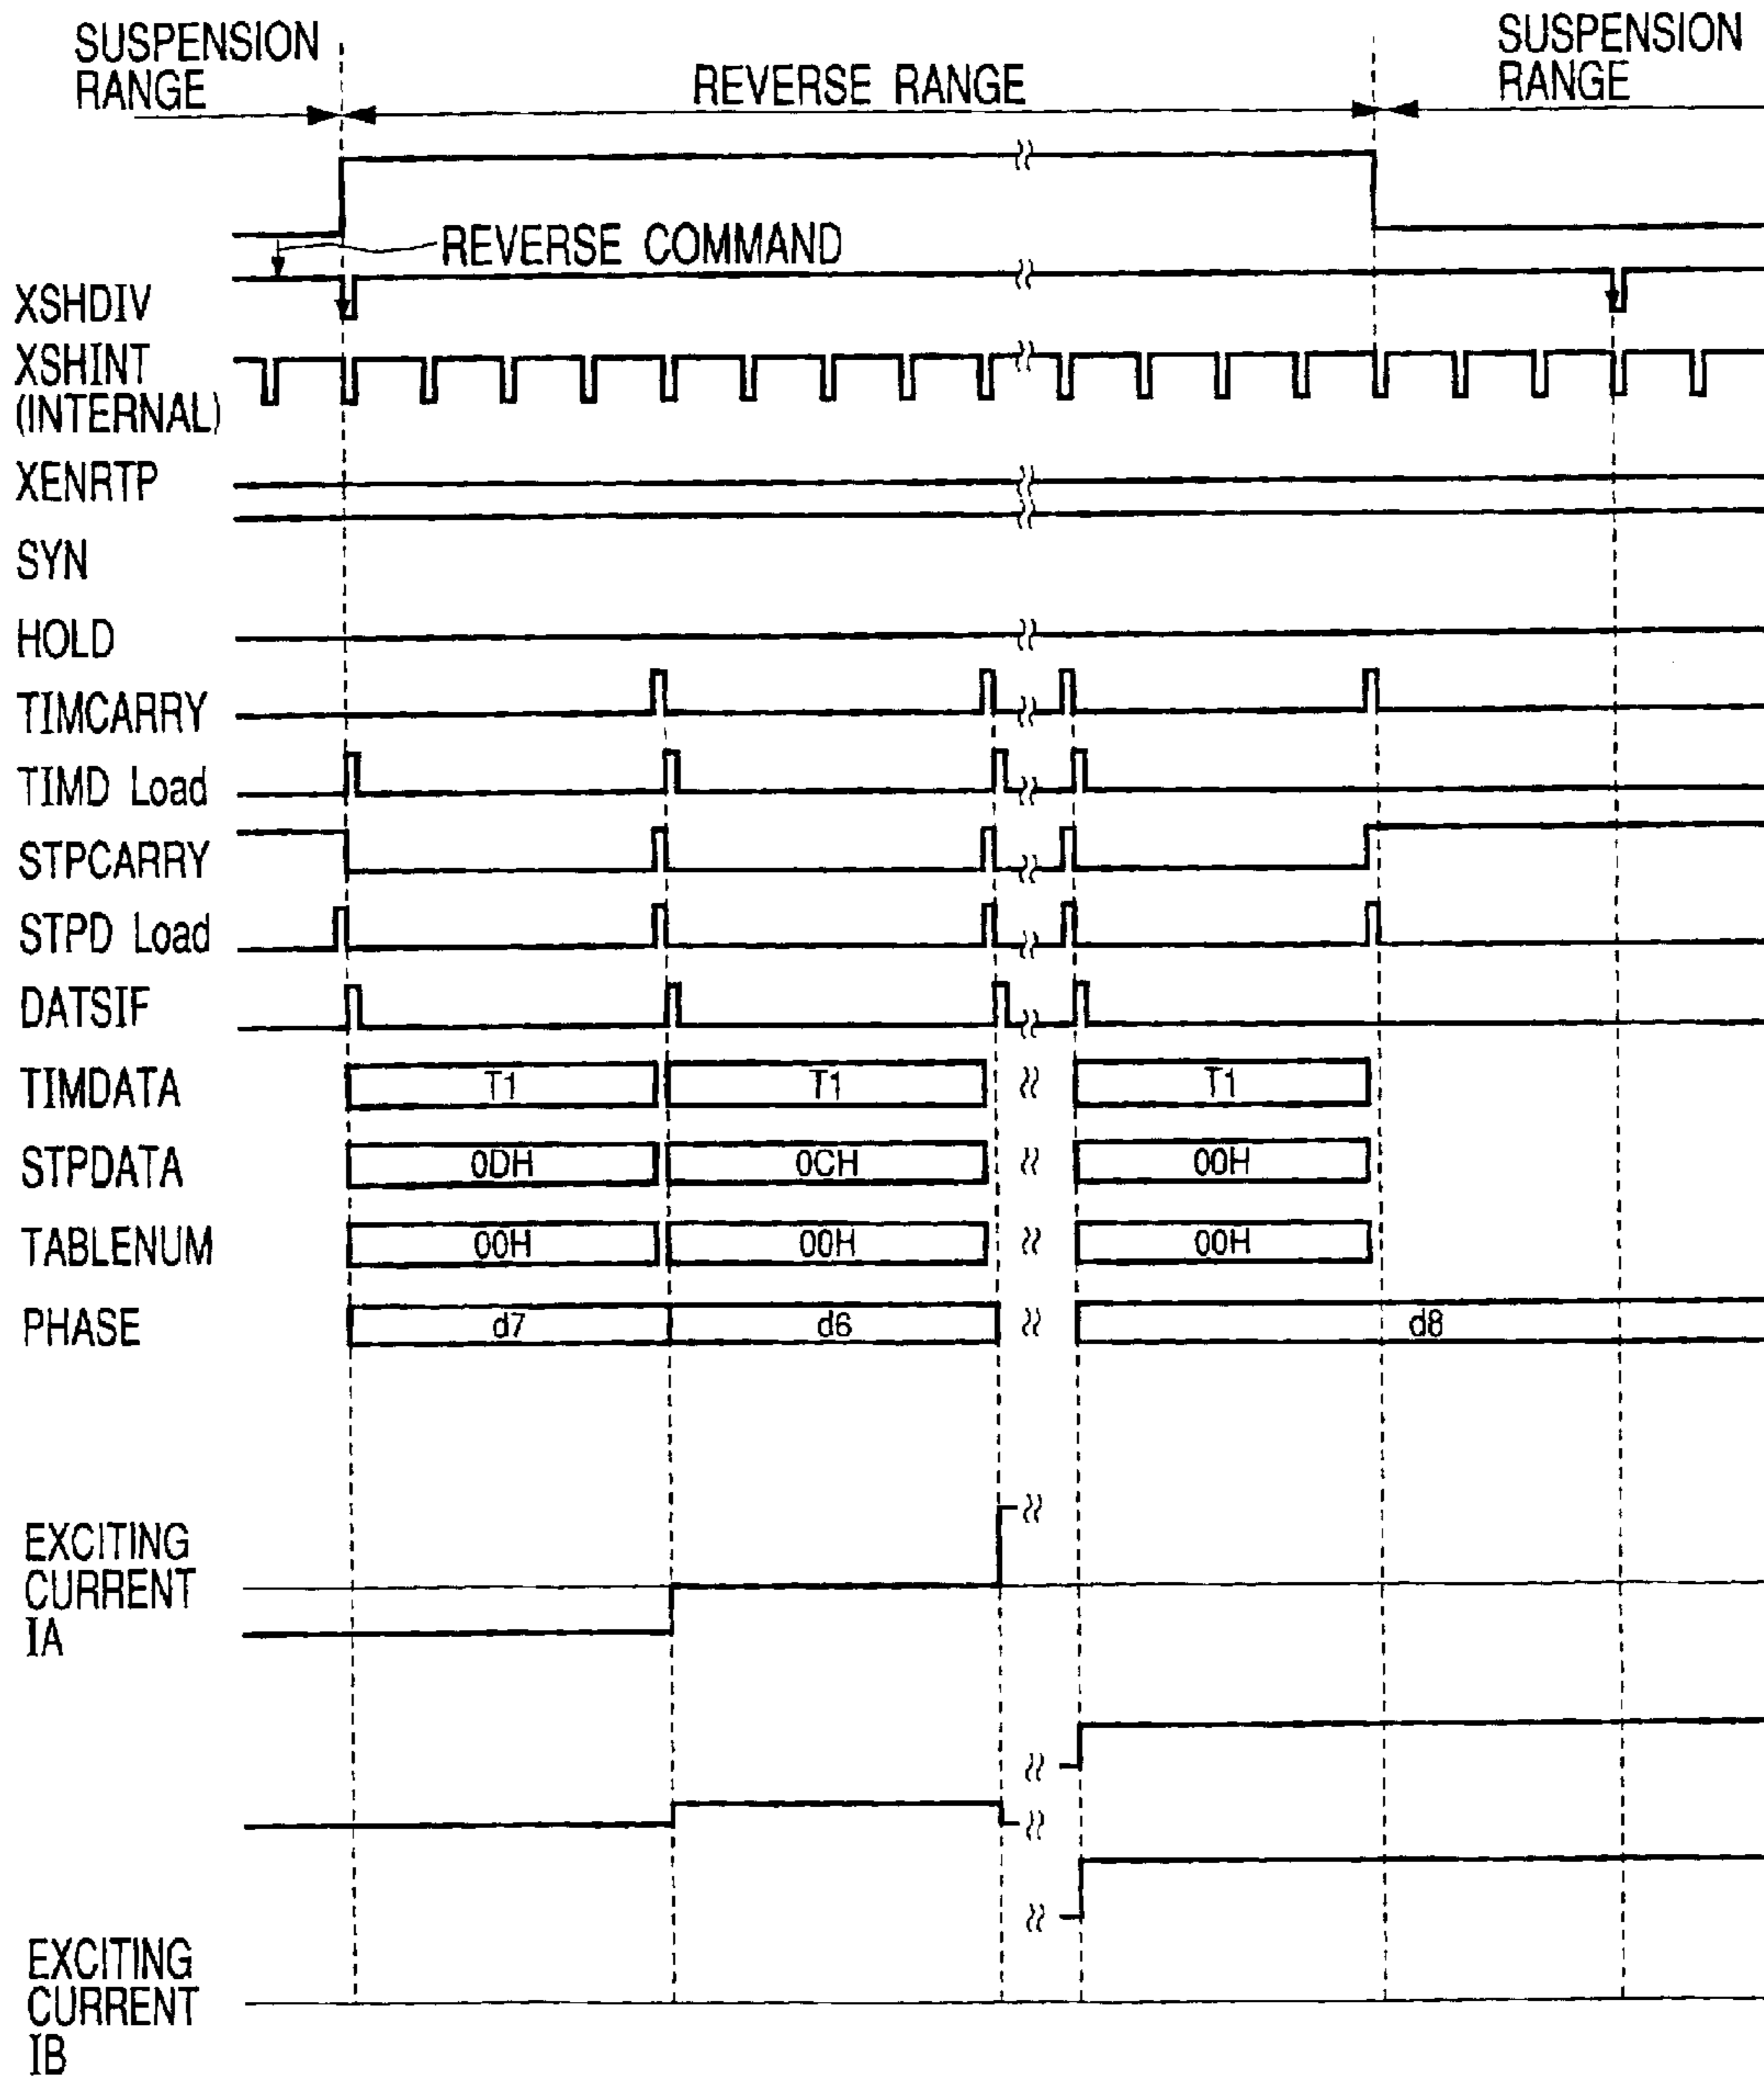 SUSPENSION
RANGE
REVERSE RANGE
SUSPENSION
RANGE
REVERSE COMMAND
XSHDIV
XSHINT
(INTERNAL)
XENRTP
SYN
HOLD
TIMCARRY
TIMD Load
STPCARRY
STPD Load
DATSIF
TIMDATA T1 T1 T1
STPDATA 0DH 0CH 00H
TABLENUM 00H 00H 00H
PHASE d7 d6 d8
EXCITING
CURRENT
IA
EXCITING
CURRENT
IB